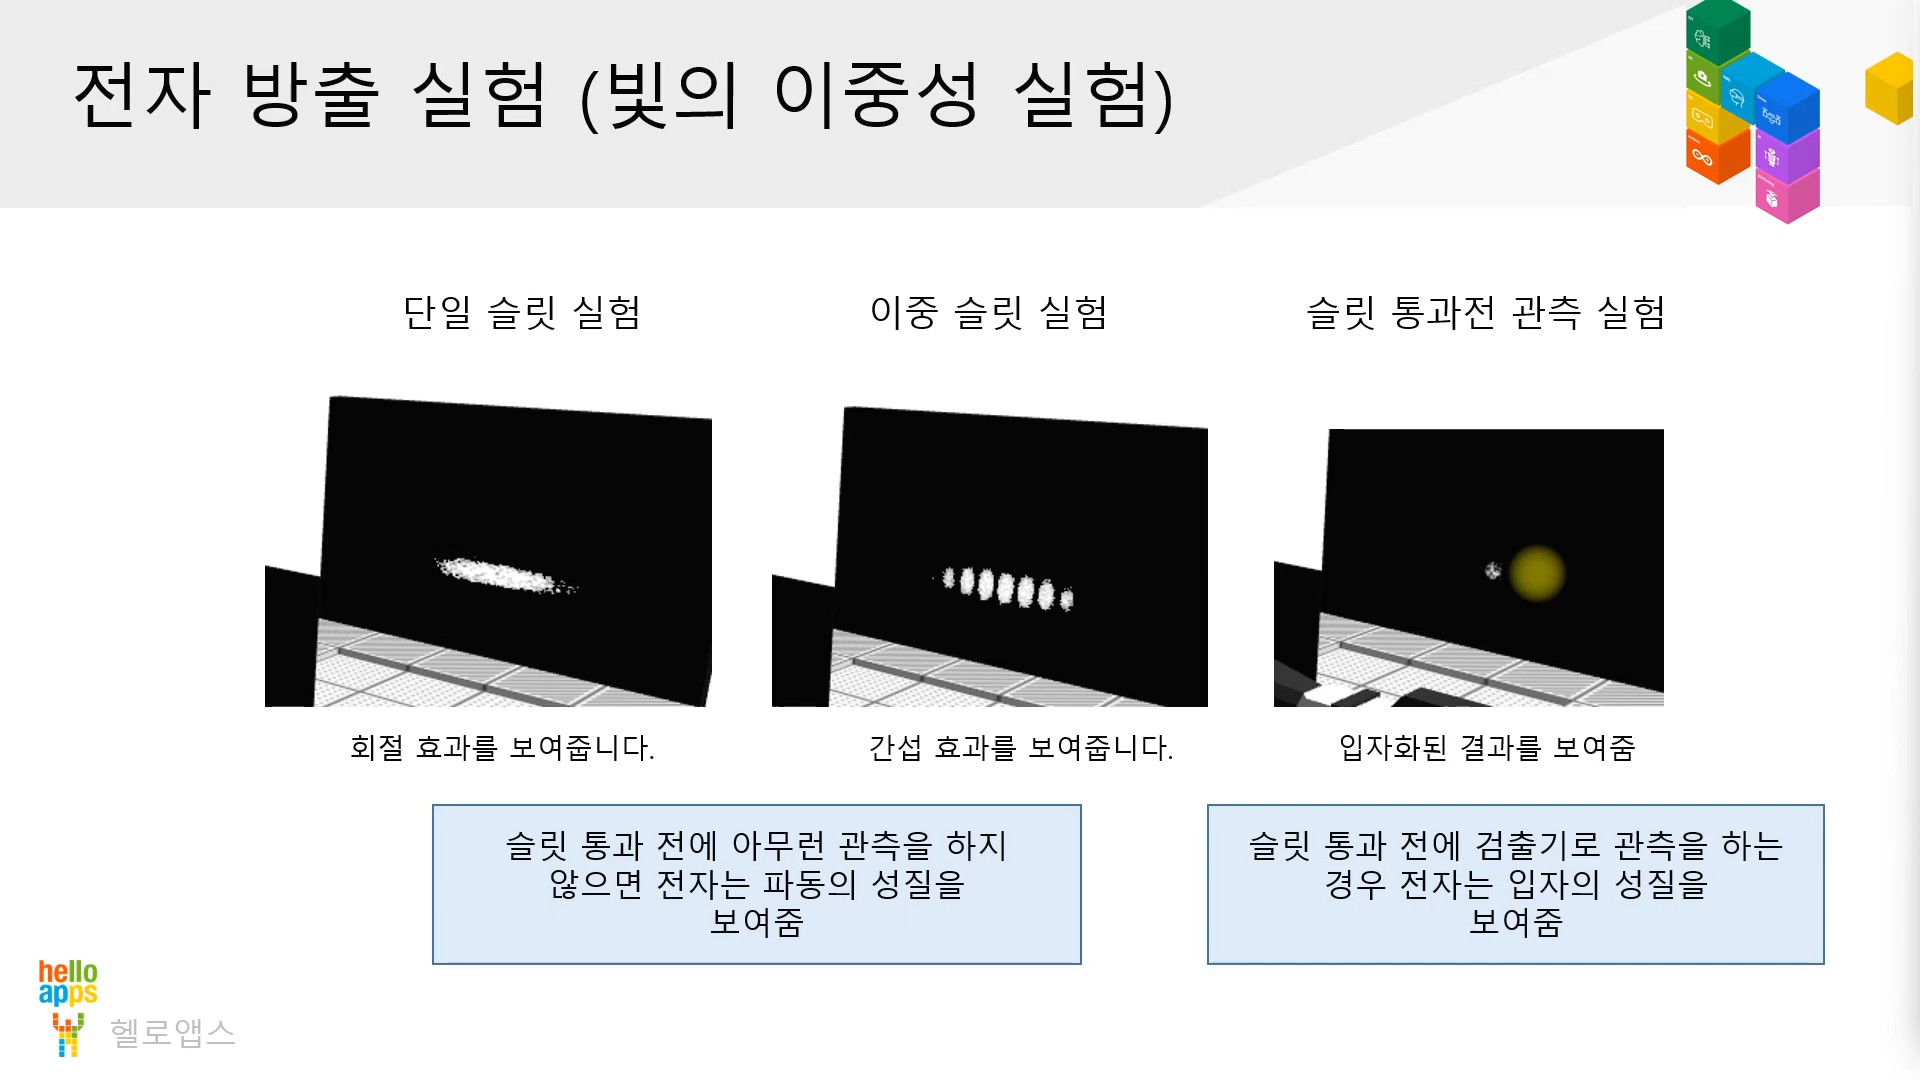 전자 방출 실험 (빛의 이중성 실험)
단일 슬릿 실험
이중 슬릿 실험
슬릿 통과전 관측 실험
회절 효과를 보여줍니다.
간섭 효과를 보여줍니다.
입자화된 결과를 보여줌
슬릿 통과 전에 아무런 관측을 하지
않으면 전자는 파동의 성질을
보여줌
슬릿 통과 전에 검출기로 관측을 하는
경우 전자는 입자의 성질을
보여줌
hello
apps
헬로앱스